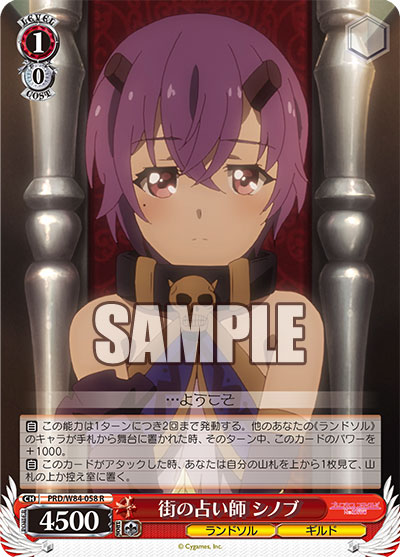 LEVEL
1
0
COST
SAMPLE
…ようこそ
自 この能力は1ターンにつき2回まで発動する。他のあなたの《ランドソル》
のキャラが手札から舞台に置かれた時、そのターン中、このカードのパワーを
+1000。
自 このカードがアタックした時、あなたは自分の山札を上から1枚見て、山
札の上か控え室に置く。
CH PRD/W84-058 R
POWER
4500
街の占い師 シノブ
ランドソル
ギルド
© Cygames, Inc.